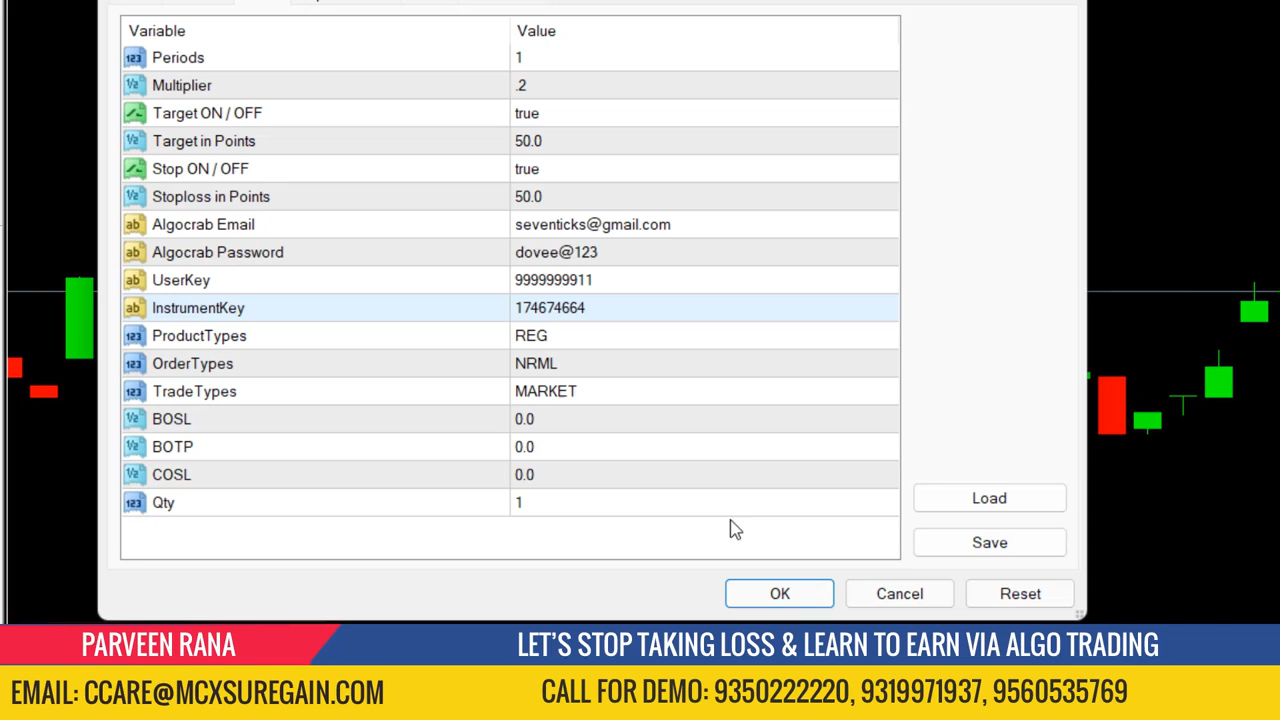 Variable Value
Periods 1
Multiplier .2
Target ON / OFF true
Target in Points 50.0
Stop ON / OFF true
Stoploss in Points 50.0
Algocrab Email seventicks@gmail.com
Algocrab Password dovee@123
UserKey 9999999911
InstrumentKey 174674664
ProductTypes REG
OrderTypes NRML
TradeTypes MARKET
BOSL 0.0
BOTP 0.0
COSL 0.0
Qty 1
Load
Save
OK Cancel Reset
PARVEEN RANA LET'S STOP TAKING LOSS & LEARN TO EARN VIA ALGO TRADING
EMAIL: CCARE@MCXSUREGAIN.COM CALL FOR DEMO: 9350222220, 9319971937, 9560535769